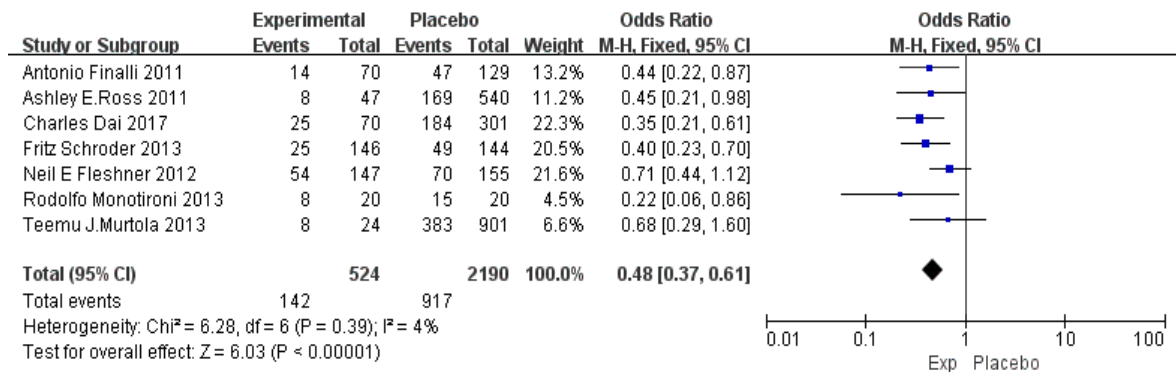 Experimental Placebo Odds Ratio Odds Ratio
Study or Subgroup Events Total Events Total Weight M-H, Fixed, 95% CI M-H, Fixed, 95% CI
Antonio Finalli 2011 14 70 47 129 13.2% 0.44 [0.22, 0.87]
Ashley E.Ross 2011 8 47 169 540 11.2% 0.45 [0.21, 0.98]
Charles Dai 2017 25 70 184 301 22.3% 0.35 [0.21, 0.61]
Fritz Schroder 2013 25 146 49 144 20.5% 0.40 [0.23, 0.70]
Neil E Fleshner 2012 54 147 70 155 21.6% 0.71 [0.44, 1.12]
Rodolfo Monotironi 2013 8 20 15 20 4.5% 0.22 [0.06, 0.86]
Teemu J.Murtola 2013 8 24 383 901 6.6% 0.68 [0.29, 1.60]
Total (95% CI) 524 2190 100.0% 0.48 [0.37, 0.61]
Total events 142 917
Heterogeneity: Chi² = 6.28, df = 6 (P = 0.39); I² = 4%
Test for overall effect: Z = 6.03 (P < 0.00001)
0.01 0.1 1 10 100
Exp Placebo